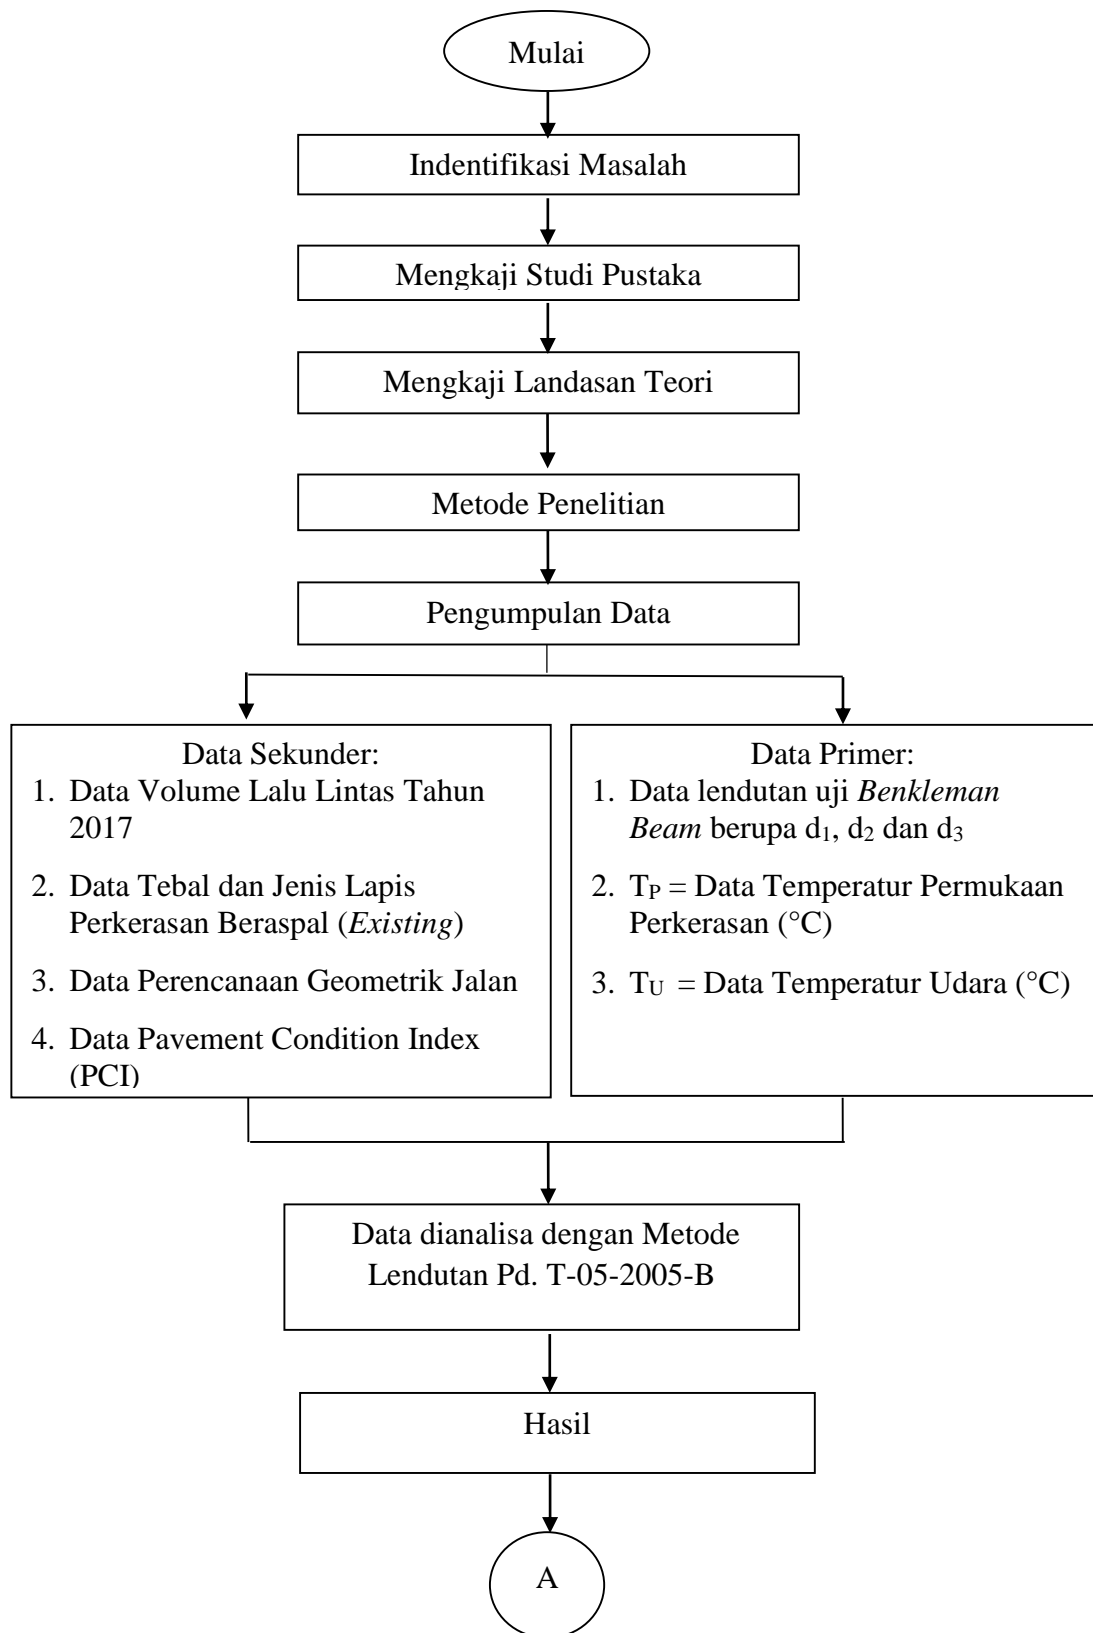 Mulai
Indentifikasi Masalah
Mengkaji Studi Pustaka
Mengkaji Landasan Teori
Metode Penelitian
Pengumpulan Data
Data Sekunder:
1. Data Volume Lalu Lintas Tahun
2017
2. Data Tebal dan Jenis Lapis
Perkerasan Beraspal (Existing)
3. Data Perencanaan Geometrik Jalan
4. Data Pavement Condition Index
(PCI)
Data Primer:
1. Data lendutan uji Benkleman
Beam berupa d₁, d₂ dan d₃
2. Tᴘ = Data Temperatur Permukaan
Perkerasan (°C)
3. Tᴜ = Data Temperatur Udara (°C)
Data dianalisa dengan Metode
Lendutan Pd. T-05-2005-B
Hasil
A